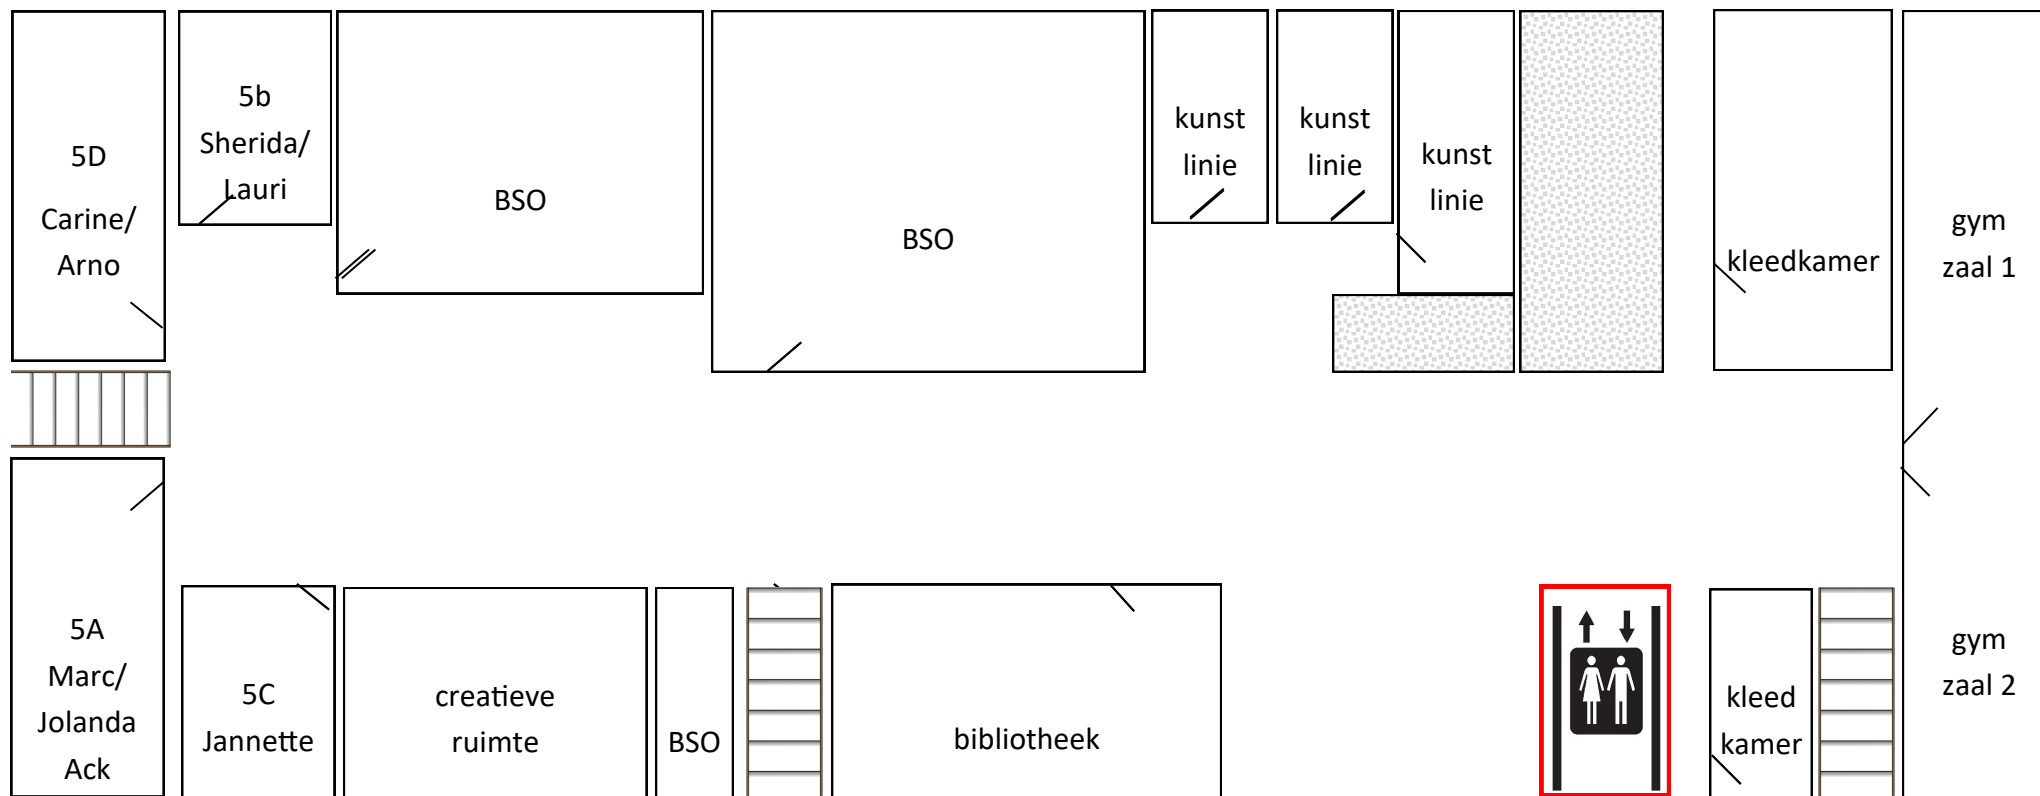 5D
Carine/
Arno
5b
Sherida/
Lauri
BSO
BSO
kunst
linie
kunst
linie
kunst
linie
kleedkamer
gym
zaal 1
5A
Marc/
Jolanda
Ack
5C
Jannette
creatieve
ruimte
BSO
bibliotheek
kleed
kamer
gym
zaal 2